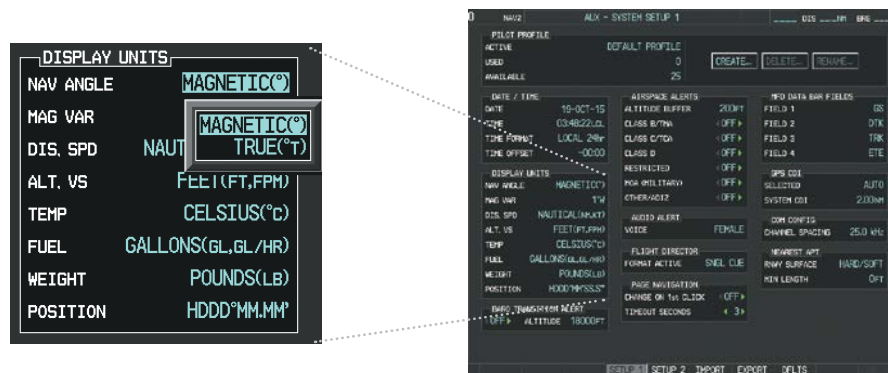 DISPLAY UNITS
NAV ANGLE MAGNETIC(°)
MAG VAR
MAGNETIC(°)
TRUE(°T)
DIS, SPD NAUT
ALT, VS FEET(FT,FPM)
TEMP CELSIUS(°C)
FUEL GALLONS(GL,GL/HR)
WEIGHT POUNDS(LB)
POSITION HDDD°MM.MM'
NAV2 AUX - SYSTEM SETUP 1 DIS NM BRG
PILOT PROFILE
ACTIVE DEFAULT PROFILE
USED 0 CREATE… DELETE… RENAME…
AVAILABLE 25
DATE / TIME
DATE 19-OCT-15
TIME 03:48:22LCL
TIME FORMAT LOCAL 24hr
TIME OFFSET -00:00
DISPLAY UNITS
NAV ANGLE MAGNETIC(°)
MAG VAR 1°W
DIS, SPD NAUTICAL(NM,KT)
ALT, VS FEET(FT,FPM)
TEMP CELSIUS(°C)
FUEL GALLONS(GL,GL/HR)
WEIGHT POUNDS(LB)
POSITION HDDD°MM'SS.S"
BARO TRANSITION ALERT
OFF ALTITUDE 18000FT
AIRSPACE ALERTS
ALTITUDE BUFFER 200FT
CLASS B/TMA OFF
CLASS C/TCA OFF
CLASS D OFF
RESTRICTED OFF
MOA (MILITARY) OFF
OTHER/ADIZ OFF
AUDIO ALERT
VOICE FEMALE
FLIGHT DIRECTOR
FORMAT ACTIVE SNGL CUE
PAGE NAVIGATION
CHANGE ON 1st CLICK OFF
TIMEOUT SECONDS 3
MFD DATA BAR FIELDS
FIELD 1 GS
FIELD 2 DTK
FIELD 3 TRK
FIELD 4 ETE
GPS CDI
SELECTED AUTO
SYSTEM CDI 2.00NM
COM CONFIG
CHANNEL SPACING 25.0 kHz
NEAREST APT
RNWY SURFACE HARD/SOFT
MIN LENGTH 0FT
SETUP 1 SETUP 2 IMPORT EXPORT DFLTS